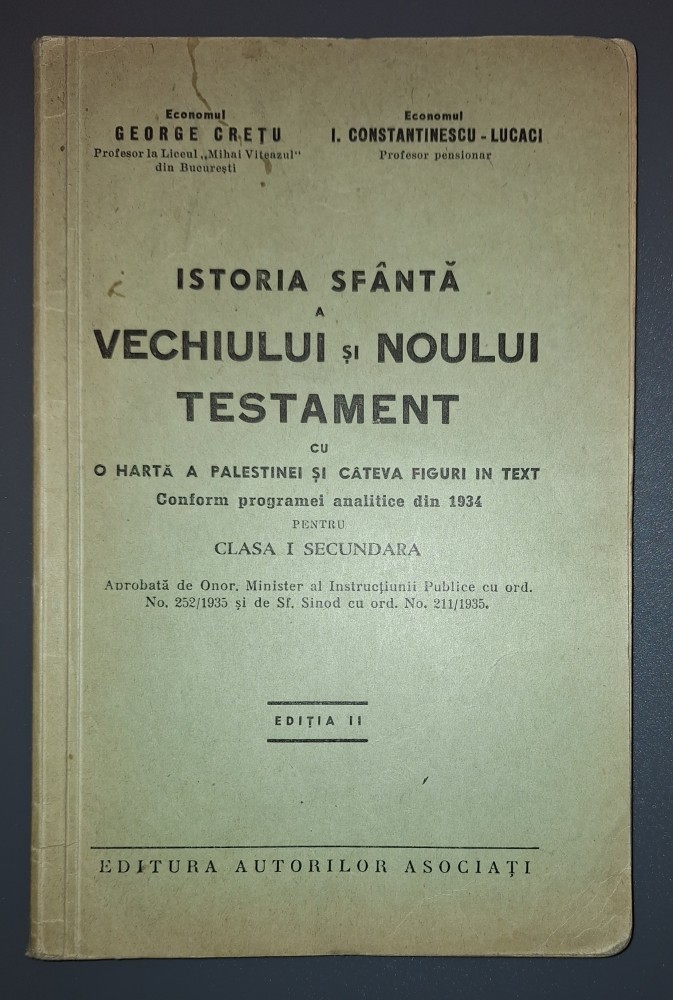 Economul
GEORGE CREȚU
Profesor la Liceul „Mihai Viteazul"
din București
Economul
I. CONSTANTINESCU - LUCACI
Profesor pensionar
ISTORIA SFÂNTĂ
A
VECHIULUI ȘI NOULUI
TESTAMENT
CU
O HARTĂ A PALESTINEI ȘI CÂTEVA FIGURI IN TEXT
Conform programei analitice din 1934
PENTRU
CLASA I SECUNDARA
Aprobată de Onor. Minister al Instrucțiunii Publice cu ord.
No. 252/1935 și de Sf. Sinod cu ord. No. 211/1935.
EDIȚIA II
EDITURA AUTORILOR ASOCIAȚI